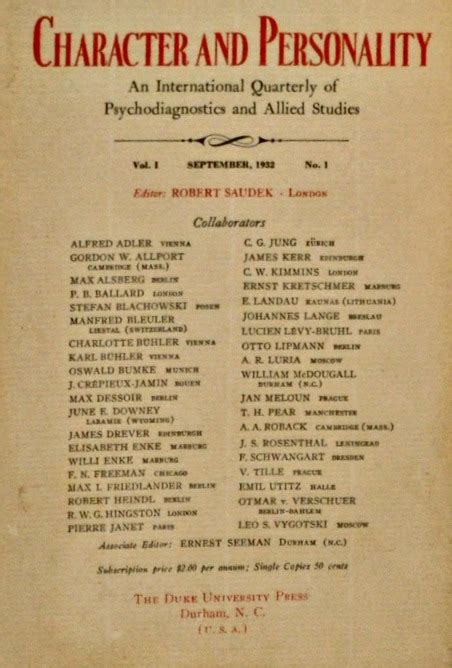 CHARACTER AND PERSONALITY
An International Quarterly of
Psychodiagnostics and Allied Studies
Vol. I SEPTEMBER, 1932 No. 1
Editor: ROBERT SAUDEK - LONDON
Collaborators
ALFRED ADLER VIENNA
GORDON W. ALLPORT
CAMBRIDGE (MASS.)
MAX ALSBERG BERLIN
P. B. BALLARD LONDON
STEFAN BLACHOWSKI POSEN
MANFRED BLEULER
LIESTAL (SWITZERLAND)
CHARLOTTE BÜHLER VIENNA
KARL BÜHLER VIENNA
OSWALD BUMKE MUNICH
J. CRÉPIEUX-JAMIN ROUEN
MAX DESSOIR BERLIN
JUNE E. DOWNEY
LARAMIE (WYOMING)
JAMES DREVER EDINBURGH
ELISABETH ENKE MARBURG
WILLI ENKE MARBURG
F. N. FREEMAN CHICAGO
MAX I. FRIEDLANDER BERLIN
ROBERT HEINDL BERLIN
R. W. G. HINGSTON LONDON
PIERRE JANET PARIS
C. G. JUNG ZÜRICH
JAMES KERR EDINBURGH
C. W. KIMMINS LONDON
ERNST KRETSCHMER MARBURG
E. LANDAU KAUNAS (LITHUANIA)
JOHANNES LANGE BRESLAU
LUCIEN LÉVY-BRUHL PARIS
OTTO LIPMANN BERLIN
A. R. LURIA MOSCOW
WILLIAM McDOUGALL
DURHAM (N.C.)
JAN MELOUN PRAGUE
T. H. PEAR MANCHESTER
A. A. ROBACK CAMBRIDGE (MASS.)
J. S. ROSENTHAL LENINGRAD
F. SCHWANGART DRESDEN
V. TILLE PRAGUE
EMIL UTITZ HALLE
OTMAR v. VERSCHUER
BERLIN-DAHLEM
LEO S. VYGOTSKI MOSCOW
Associate Editor: ERNEST SEEMAN DURHAM (N.C.)
Subscription price $2.00 per annum; Single Copies 50 cents
THE DUKE UNIVERSITY PRESS
Durham, N. C.
(U. S. A.)